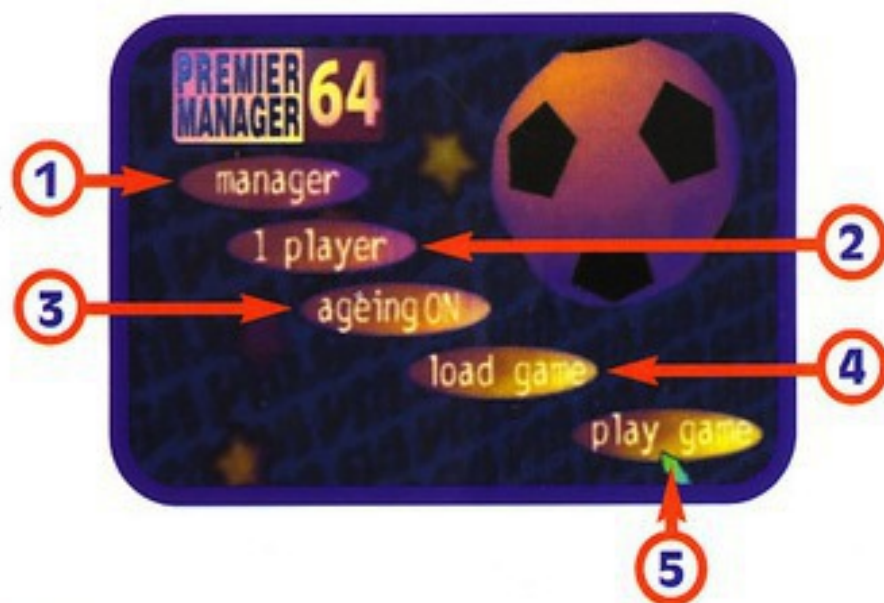 PREMIER
MANAGER 64
1 manager
1 player 2
3 ageing ON
load game 4
play game
5